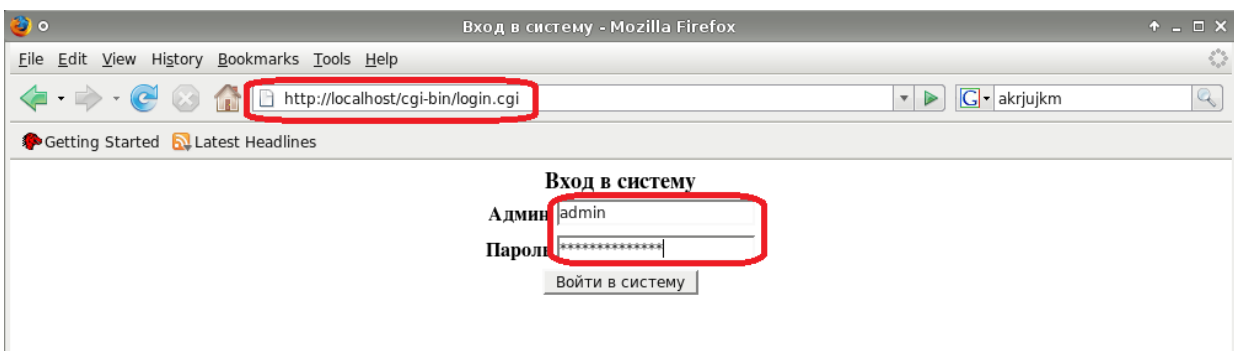 Вход в систему - Mozilla Firefox
File Edit View History Bookmarks Tools Help
http://localhost/cgi-bin/login.cgi G akrjujkm
Getting Started Latest Headlines
Вход в систему
Админ admin
Пароль **************
Войти в систему